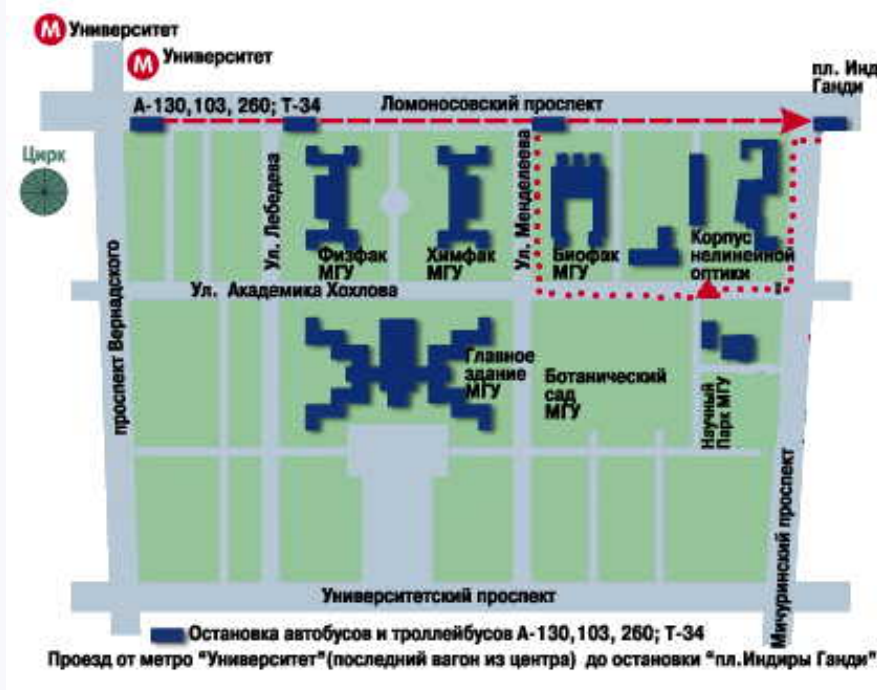 М Университет
М Университет
пл. Инд
Ганди
А-130,103, 260; Т-34
Ломоносовский проспект
Цирк
Ул. Лебедева
Ул. Менделеева
Физфак
МГУ
Химфак
МГУ
Биофак
МГУ
Корпус
нелинейной
оптики
Ул. Академика Хохлова
проспект Вернадского
Главное
здание
МГУ
Ботанический
сад
МГУ
Научный
Парк МГУ
Мичуринский проспект
Университетский проспект
Остановка автобусов и троллейбусов А-130,103, 260; Т-34
Проезд от метро "Университет"(последний вагон из центра) до остановки "пл.Индиры Ганди"